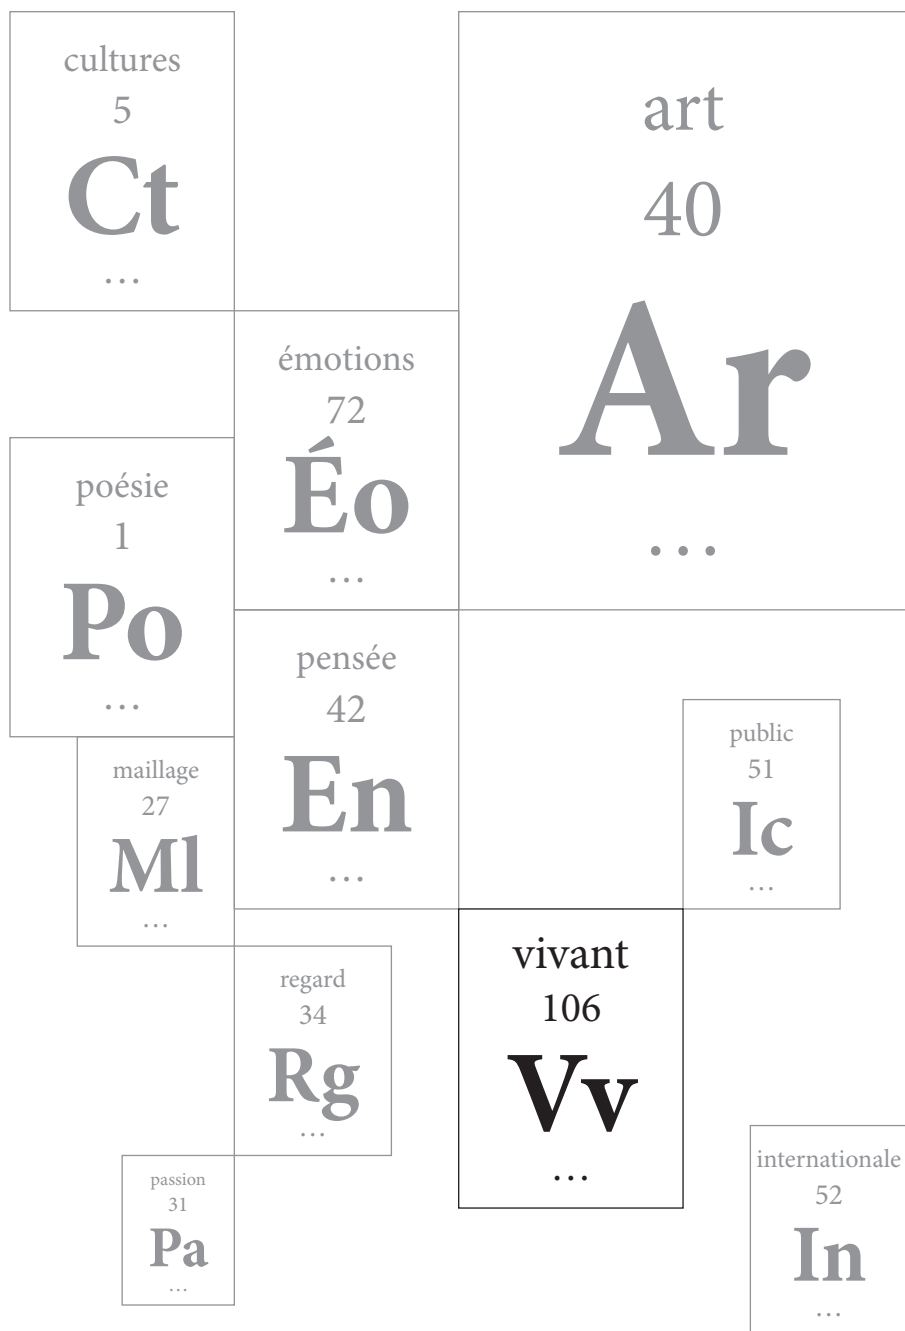 cultures
5
Ct
...
art
40
Ar
...
émotions
72
Éo
...
poésie
1
Po
...
pensée
42
En
...
public
51
Ic
...
maillage
27
Ml
...
vivant
106
Vv
...
regard
34
Rg
...
internationale
52
In
...
passion
31
Pa
...